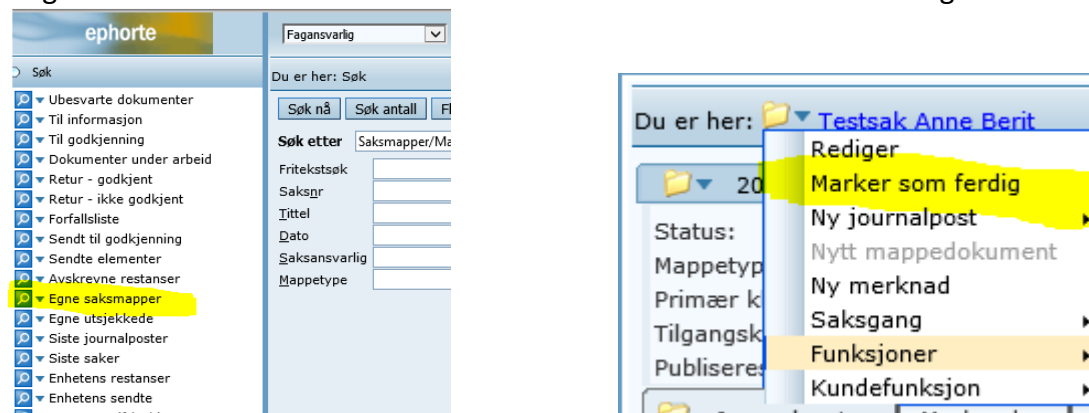 ephorte
Søk
Ubesvarte dokumenter
Til informasjon
Til godkjenning
Dokumenter under arbeid
Retur - godkjent
Retur - ikke godkjent
Forfallsliste
Sendt til godkjenning
Sendte elementer
Avskrevne restanser
Egne saksmapper
Egne utsjekkede
Siste journalposter
Siste saker
Enhetens restanser
Enhetens sendte
Fagansvarlig
Du er her: Søk
Søk nå Søk antall
Søk etter Saksmapper/Ma
Fritekstsøk
Saksnr
Tittel
Dato
Saksansvarlig
Mappetype
Du er her: Testsak Anne Berit
20
Status:
Mappetyp
Primær k
Tilgangsk
Publiseres
Rediger
Marker som ferdig
Ny journalpost
Nytt mappedokument
Ny merknad
Saksgang
Funksjoner
Kundefunksjon